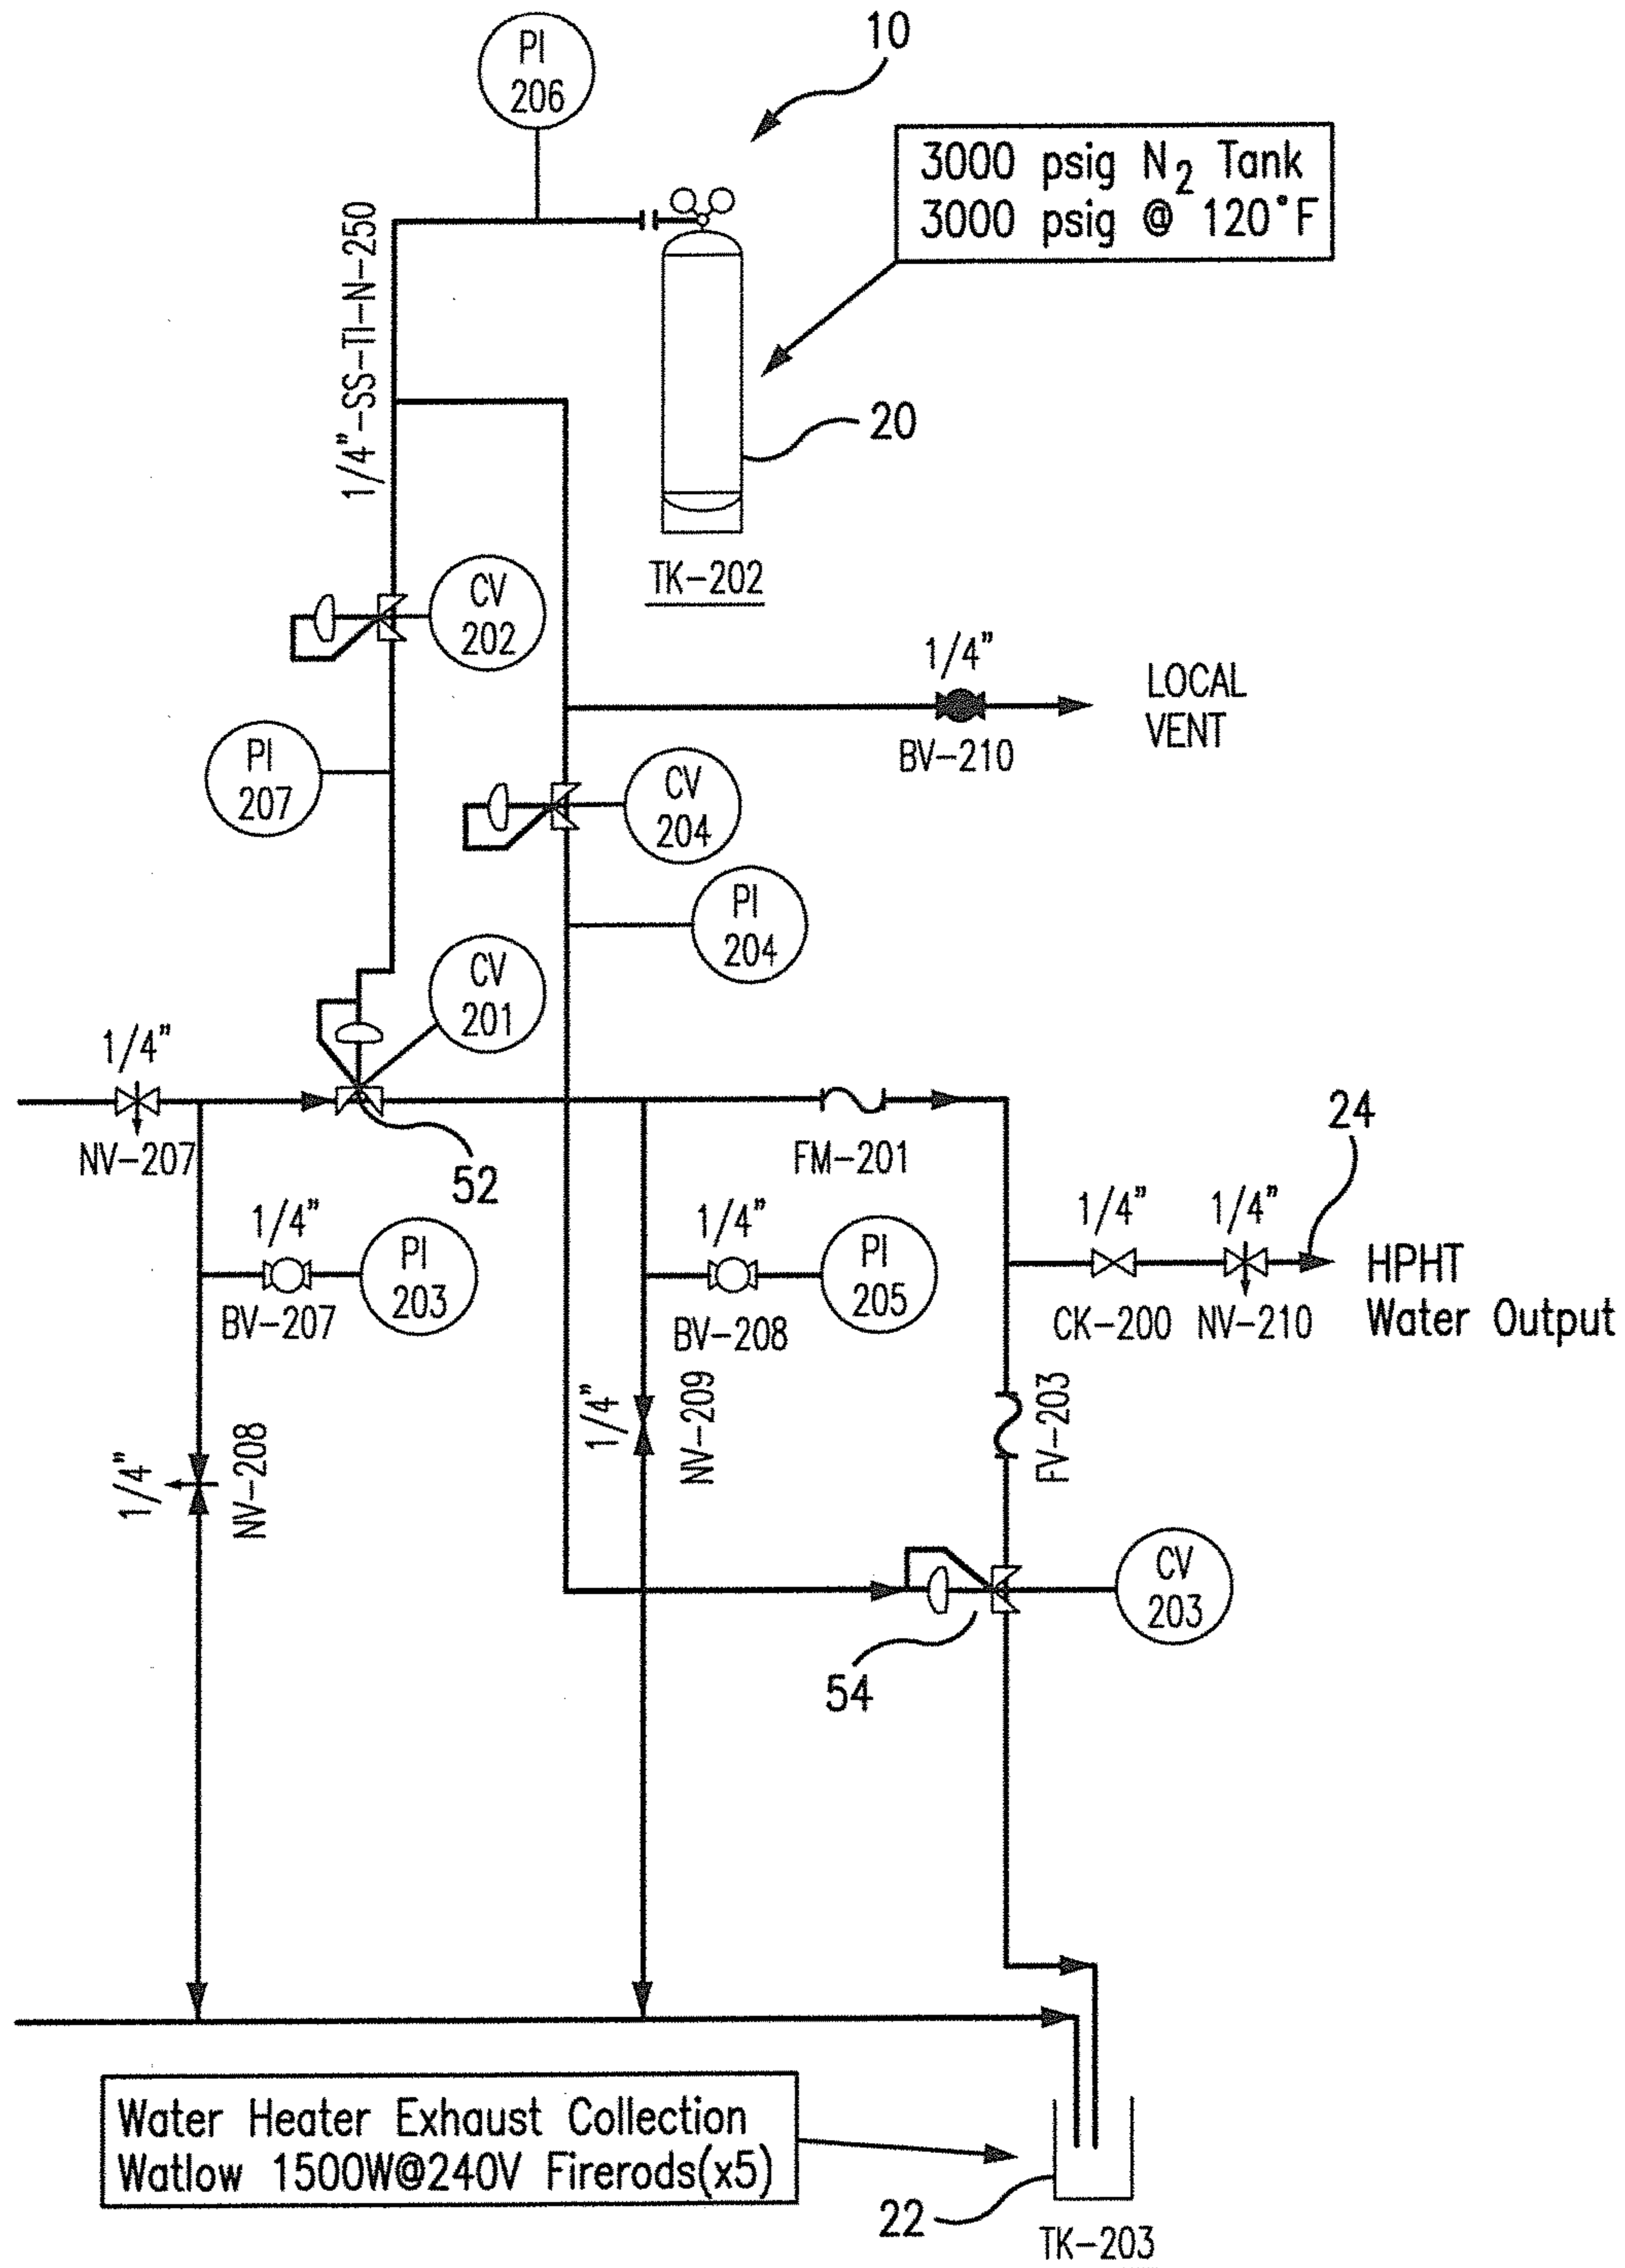 PI
206
10
3000 psig N2 Tank
3000 psig @ 120°F
1/4"-SS-TI-N-250
20
TK-202
CV
202
1/4"
LOCAL
VENT
BV-210
PI
207
CV
204
PI
204
CV
201
1/4"
NV-207
52
FM-201
24
1/4"
PI
203
BV-207
1/4"
PI
205
BV-208
1/4"
1/4"
HPHT
Water Output
CK-200
NV-210
1/4"
NV-209
FV-203
1/4"
NV-208
CV
203
54
Water Heater Exhaust Collection
Watlow 1500W@240V Firerods(x5)
22
TK-203